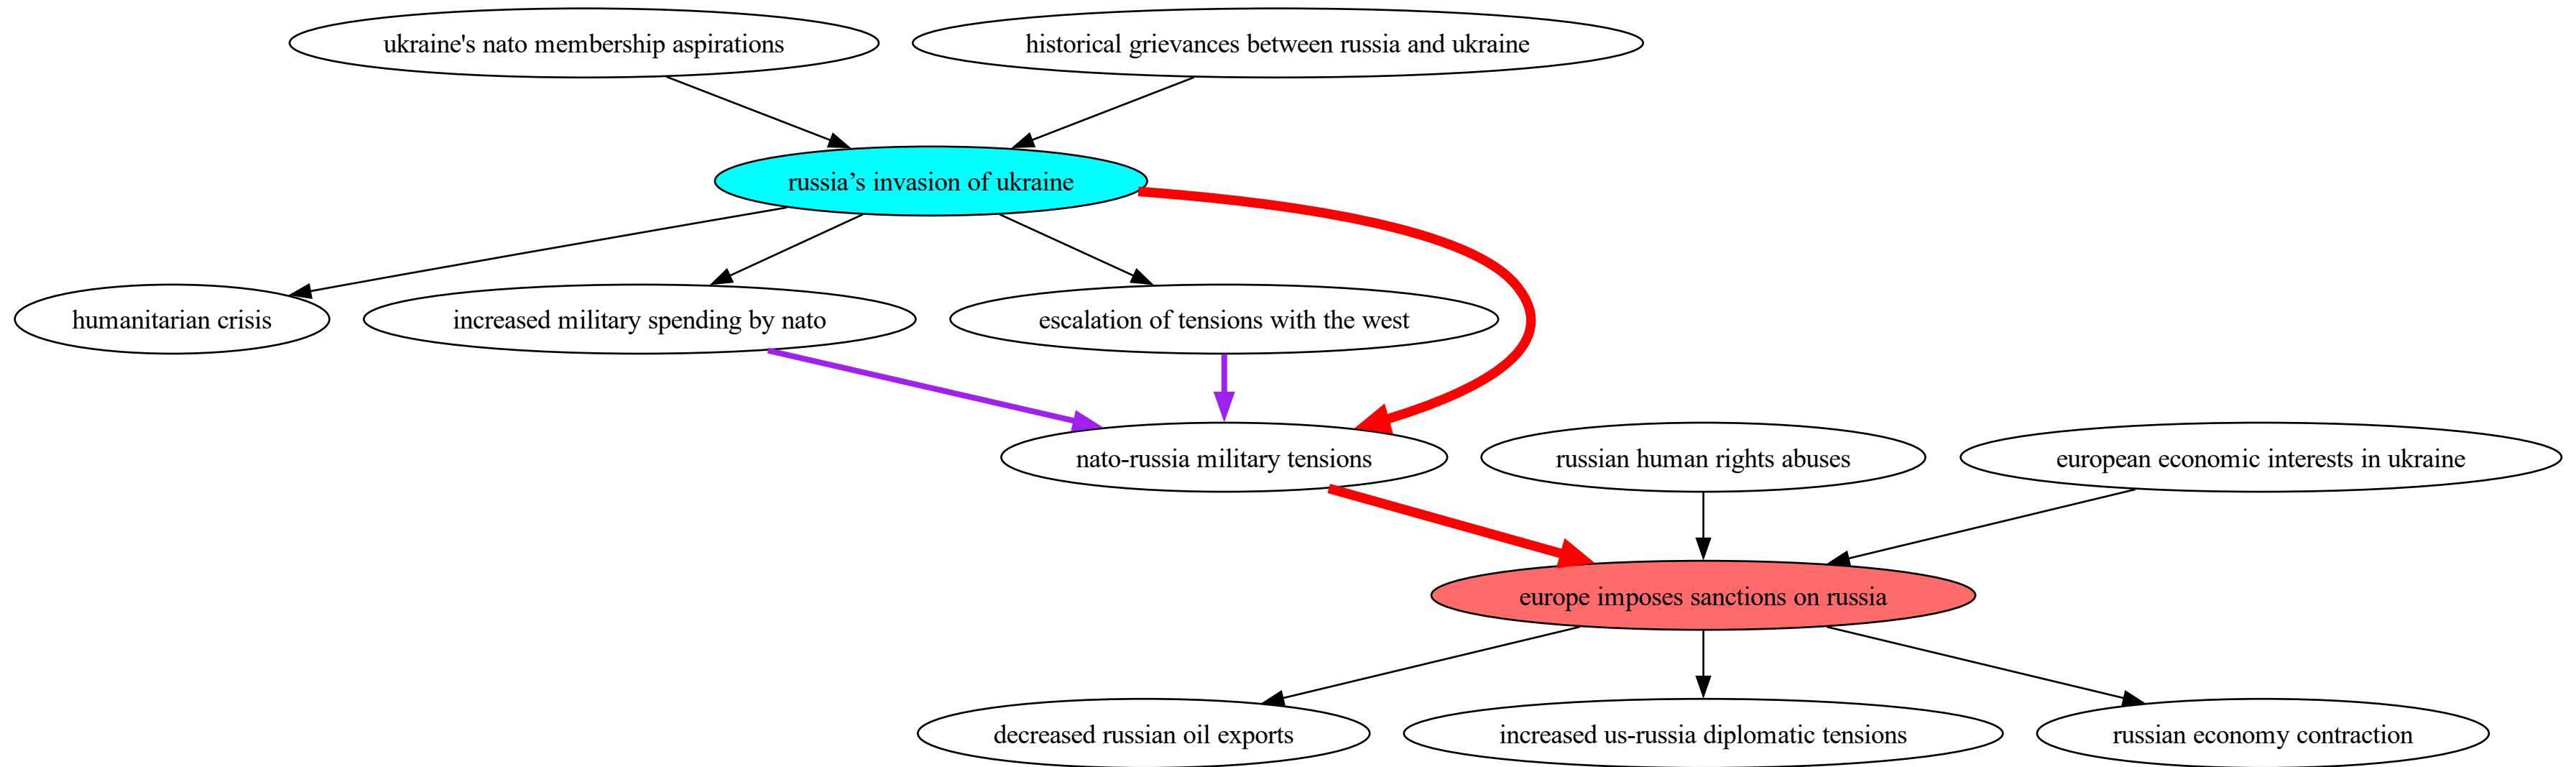 ukraine's nato membership aspirations
historical grievances between russia and ukraine
russia’s invasion of ukraine
humanitarian crisis
increased military spending by nato
escalation of tensions with the west
nato-russia military tensions
russian human rights abuses
european economic interests in ukraine
europe imposes sanctions on russia
decreased russian oil exports
increased us-russia diplomatic tensions
russian economy contraction